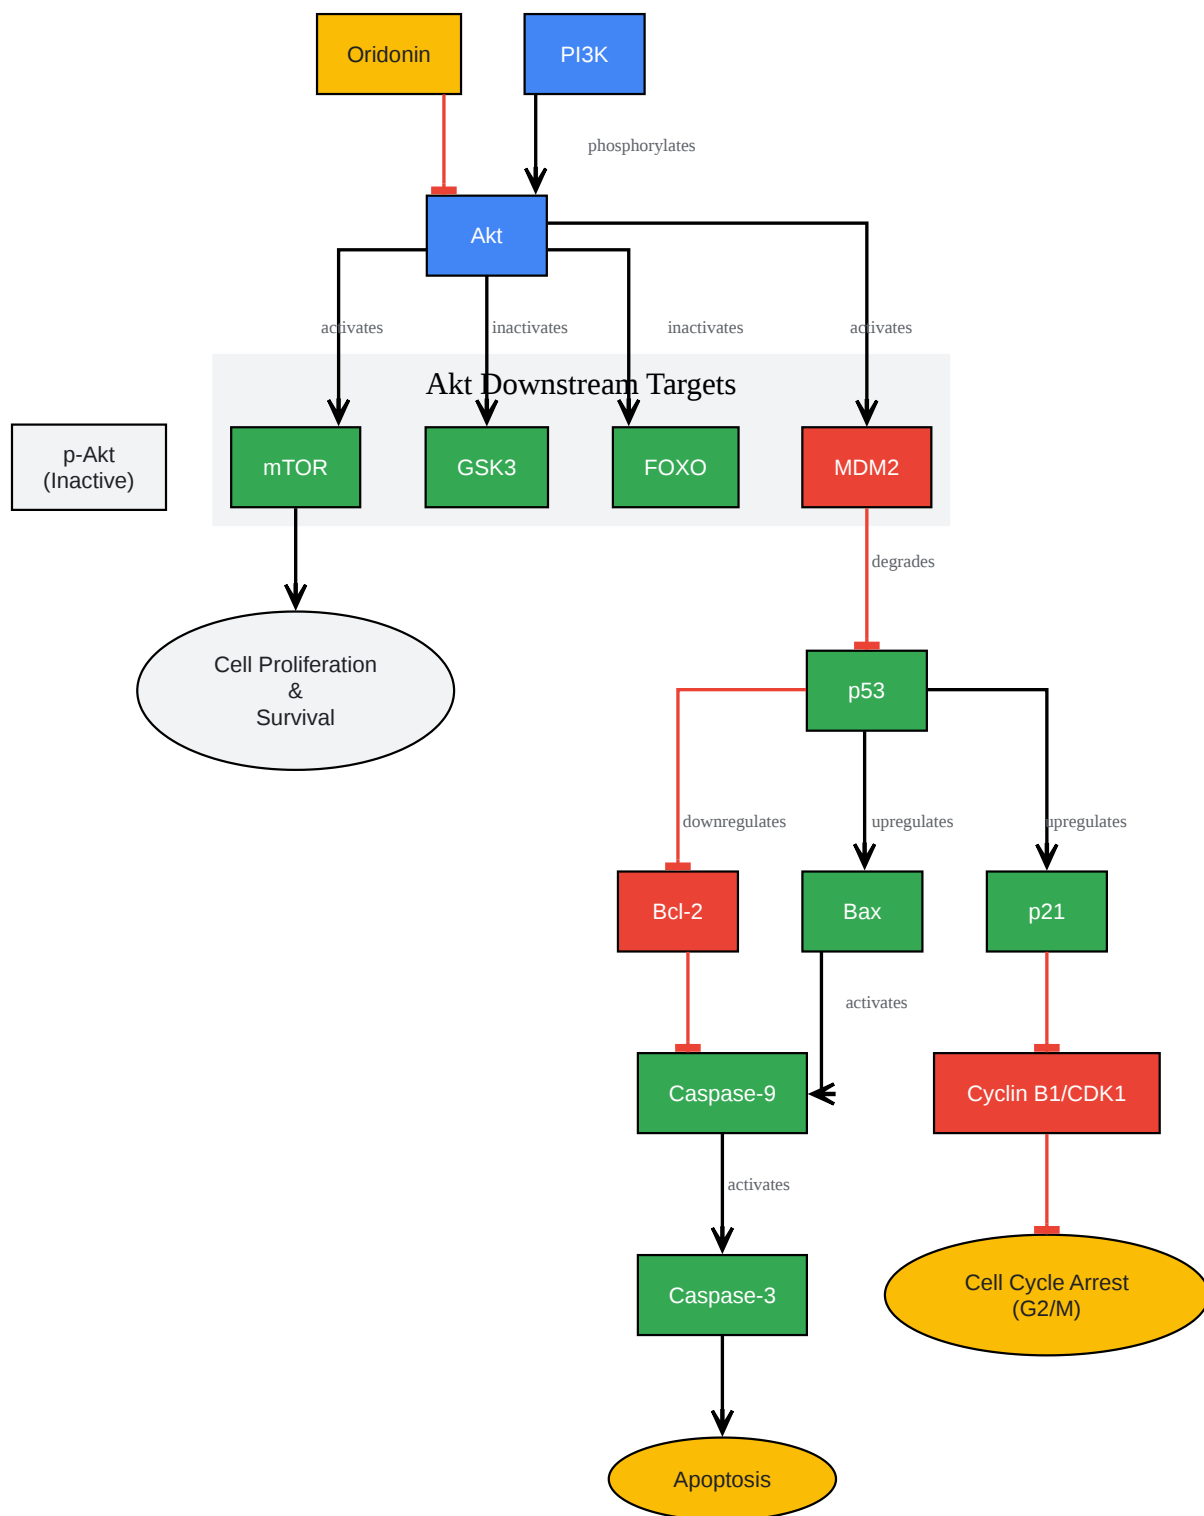 Oridonin
PI3K
phosphorylates
Akt
activates
inactivates
inactivates
activates
Akt Downstream Targets
p-Akt
(Inactive)
mTOR
GSK3
FOXO
MDM2
degrades
Cell Proliferation
&
Survival
p53
downregulates
upregulates
upregulates
Bcl-2
Bax
p21
activates
Caspase-9
Cyclin B1/CDK1
activates
Caspase-3
Cell Cycle Arrest
(G2/M)
Apoptosis